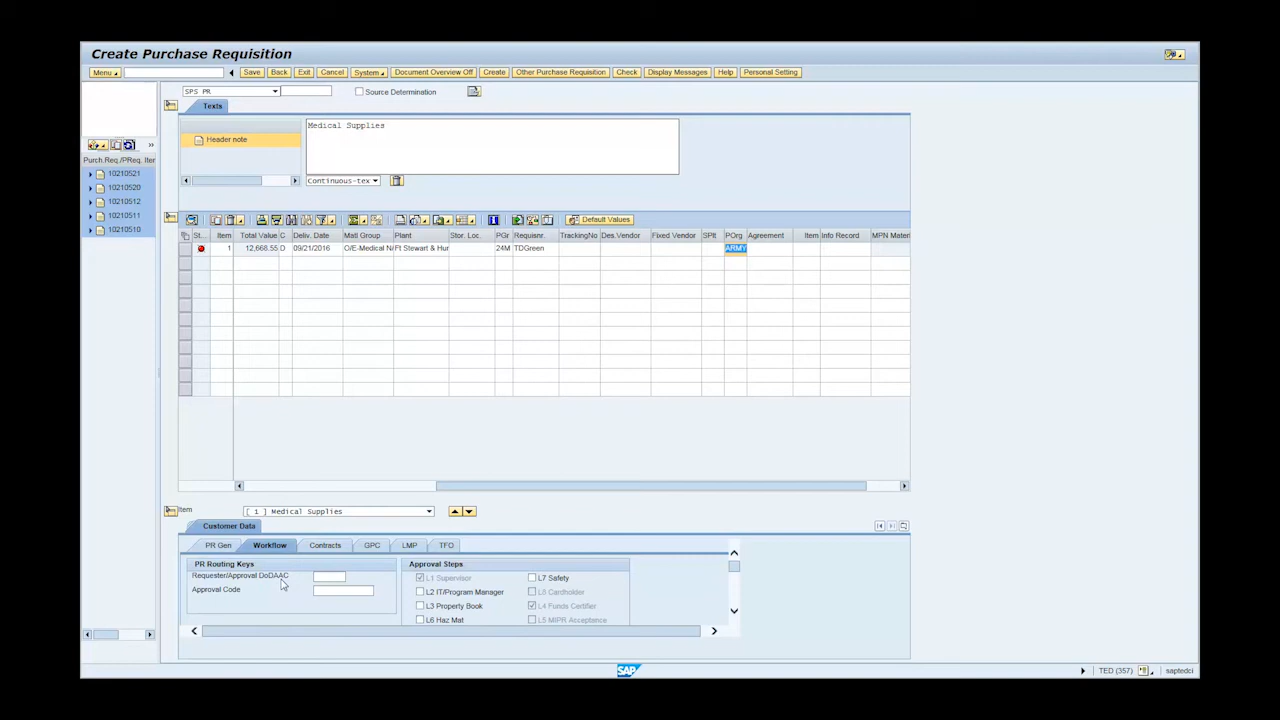 Create Purchase Requisition
Menu Save Back Exit Cancel System Document Overview Off Create Other Purchase Requisition Check Display Messages Help Personal Setting
SPS PR Source Determination
Texts
Header note
Medical Supplies
Continuous-tex
Purch.Req./PReq. Iter
10210521
10210520
10210512
10210511
10210510
Default Values
St... Item Total Value C Deliv. Date Matl Group Plant Stor. Loc. PGr Requisnr. TrackingNo Des.Vendor Fixed Vendor SPlt POrg Agreement Item Info Record MPN Materi
1 12,668.55 D 09/21/2016 O/E-Medical N/ Ft Stewart & Hur 24M TDGreen ARMY
Item [ 1 ] Medical Supplies
Customer Data
PR Gen Workflow Contracts GPC LMP TFO
PR Routing Keys
Requester/Approval DoDAAC
Approval Code
Approval Steps
L1 Supervisor L7 Safety
L2 IT/Program Manager L8 Cardholder
L3 Property Book L4 Funds Certifier
L6 Haz Mat L5 MIPR Acceptance
SAP
TED (357) saptedci